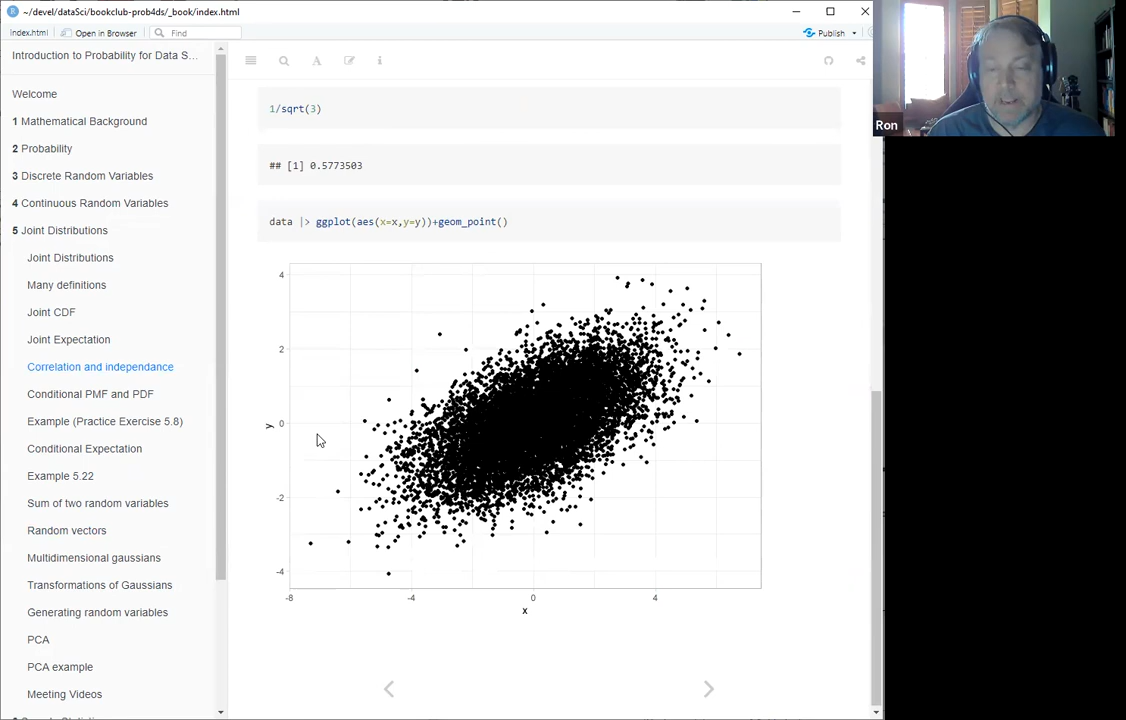 ~/devel/dataSci/bookclub-prob4ds/_book/index.html
index.html
Open in Browser
Find
Publish
Introduction to Probability for Data S...
Welcome
1 Mathematical Background
2 Probability
3 Discrete Random Variables
4 Continuous Random Variables
5 Joint Distributions
Joint Distributions
Many definitions
Joint CDF
Joint Expectation
Correlation and independance
Conditional PMF and PDF
Example (Practice Exercise 5.8)
Conditional Expectation
Example 5.22
Sum of two random variables
Random vectors
Multidimensional gaussians
Transformations of Gaussians
Generating random variables
PCA
PCA example
Meeting Videos
1/sqrt(3)
## [1] 0.5773503
data |> ggplot(aes(x=x,y=y))+geom_point()
4
2
0
-2
-4
y
-8
-4
0
4
x
Ron